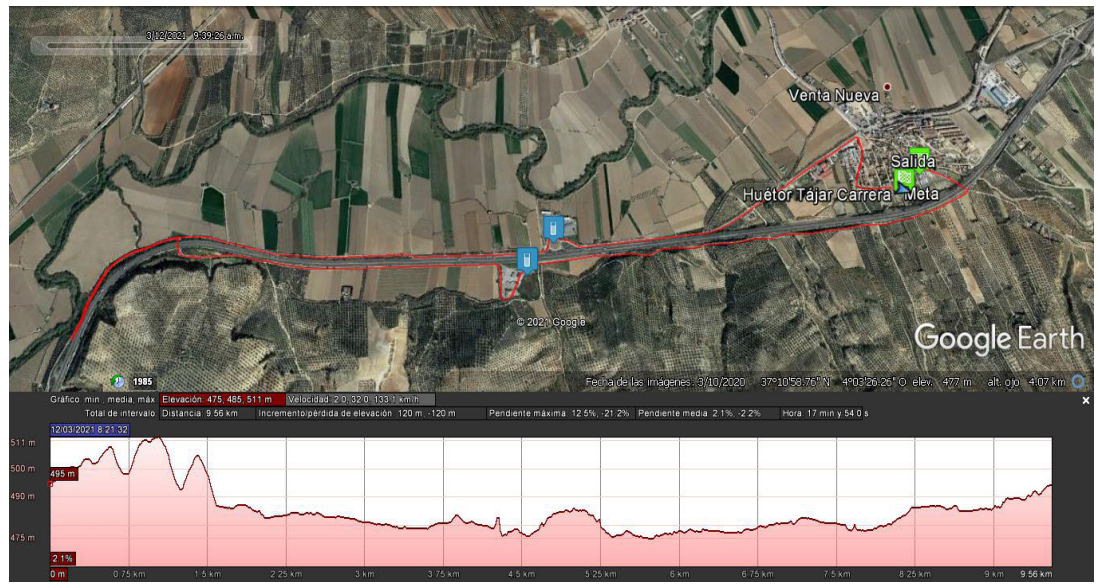 3/12/2021 9:39:26 a.m.
Venta Nueva
Salida
Huétor Tájar Carrera
Meta
© 2021 Google
Google Earth
1985
Fecha de las imágenes: 3/10/2020 37°10'58.76" N 4°03'26.26" O elev. 477 m alt. ojo 4.07 km
Gráfico: min., media, máx. Elevación: 475, 485, 511 m Velocidad: 2.0, 32.0, 133.1 km/h
Total de intervalo Distancia: 9.56 km Incremento/pérdida de elevación: 120 m, -120 m Pendiente máxima: 12.5%, -21.2% Pendiente media: 2.1%, -2.2% Hora: 17 min y 54.0 s
12/03/2021 8:21:32
511 m
500 m
495 m
490 m
475 m
2.1%
0 m 0.75 km 1.5 km 2.25 km 3 km 3.75 km 4.5 km 5.25 km 6 km 6.75 km 7.5 km 8.25 km 9 km 9.56 km